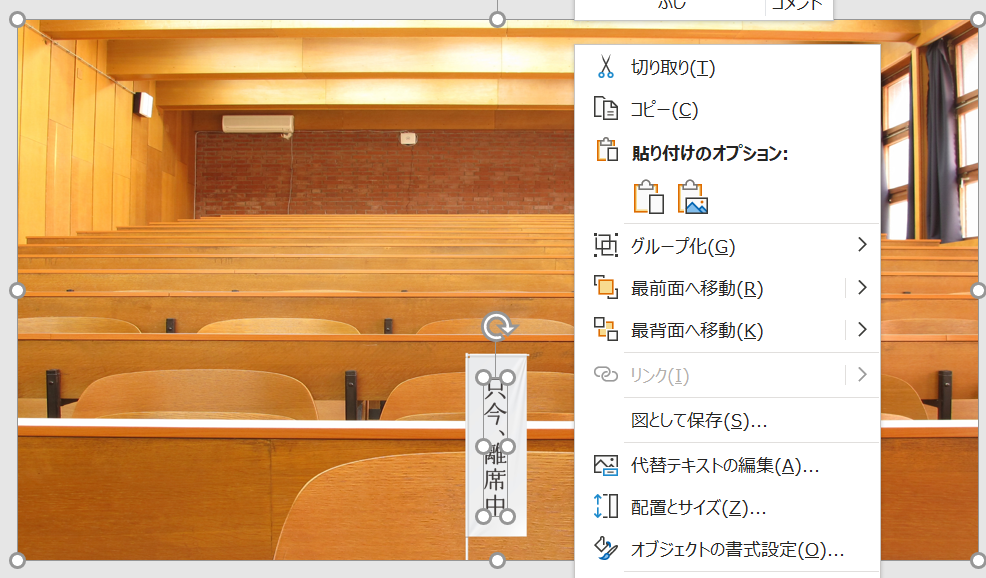 ふじ
コメント
切り取り(T)
コピー(C)
貼り付けのオプション:
グループ化(G)
最前面へ移動(R)
最背面へ移動(K)
リンク(I)
図として保存(S)...
代替テキストの編集(A)...
配置とサイズ(Z)...
オブジェクトの書式設定(O)...
只今、離席中